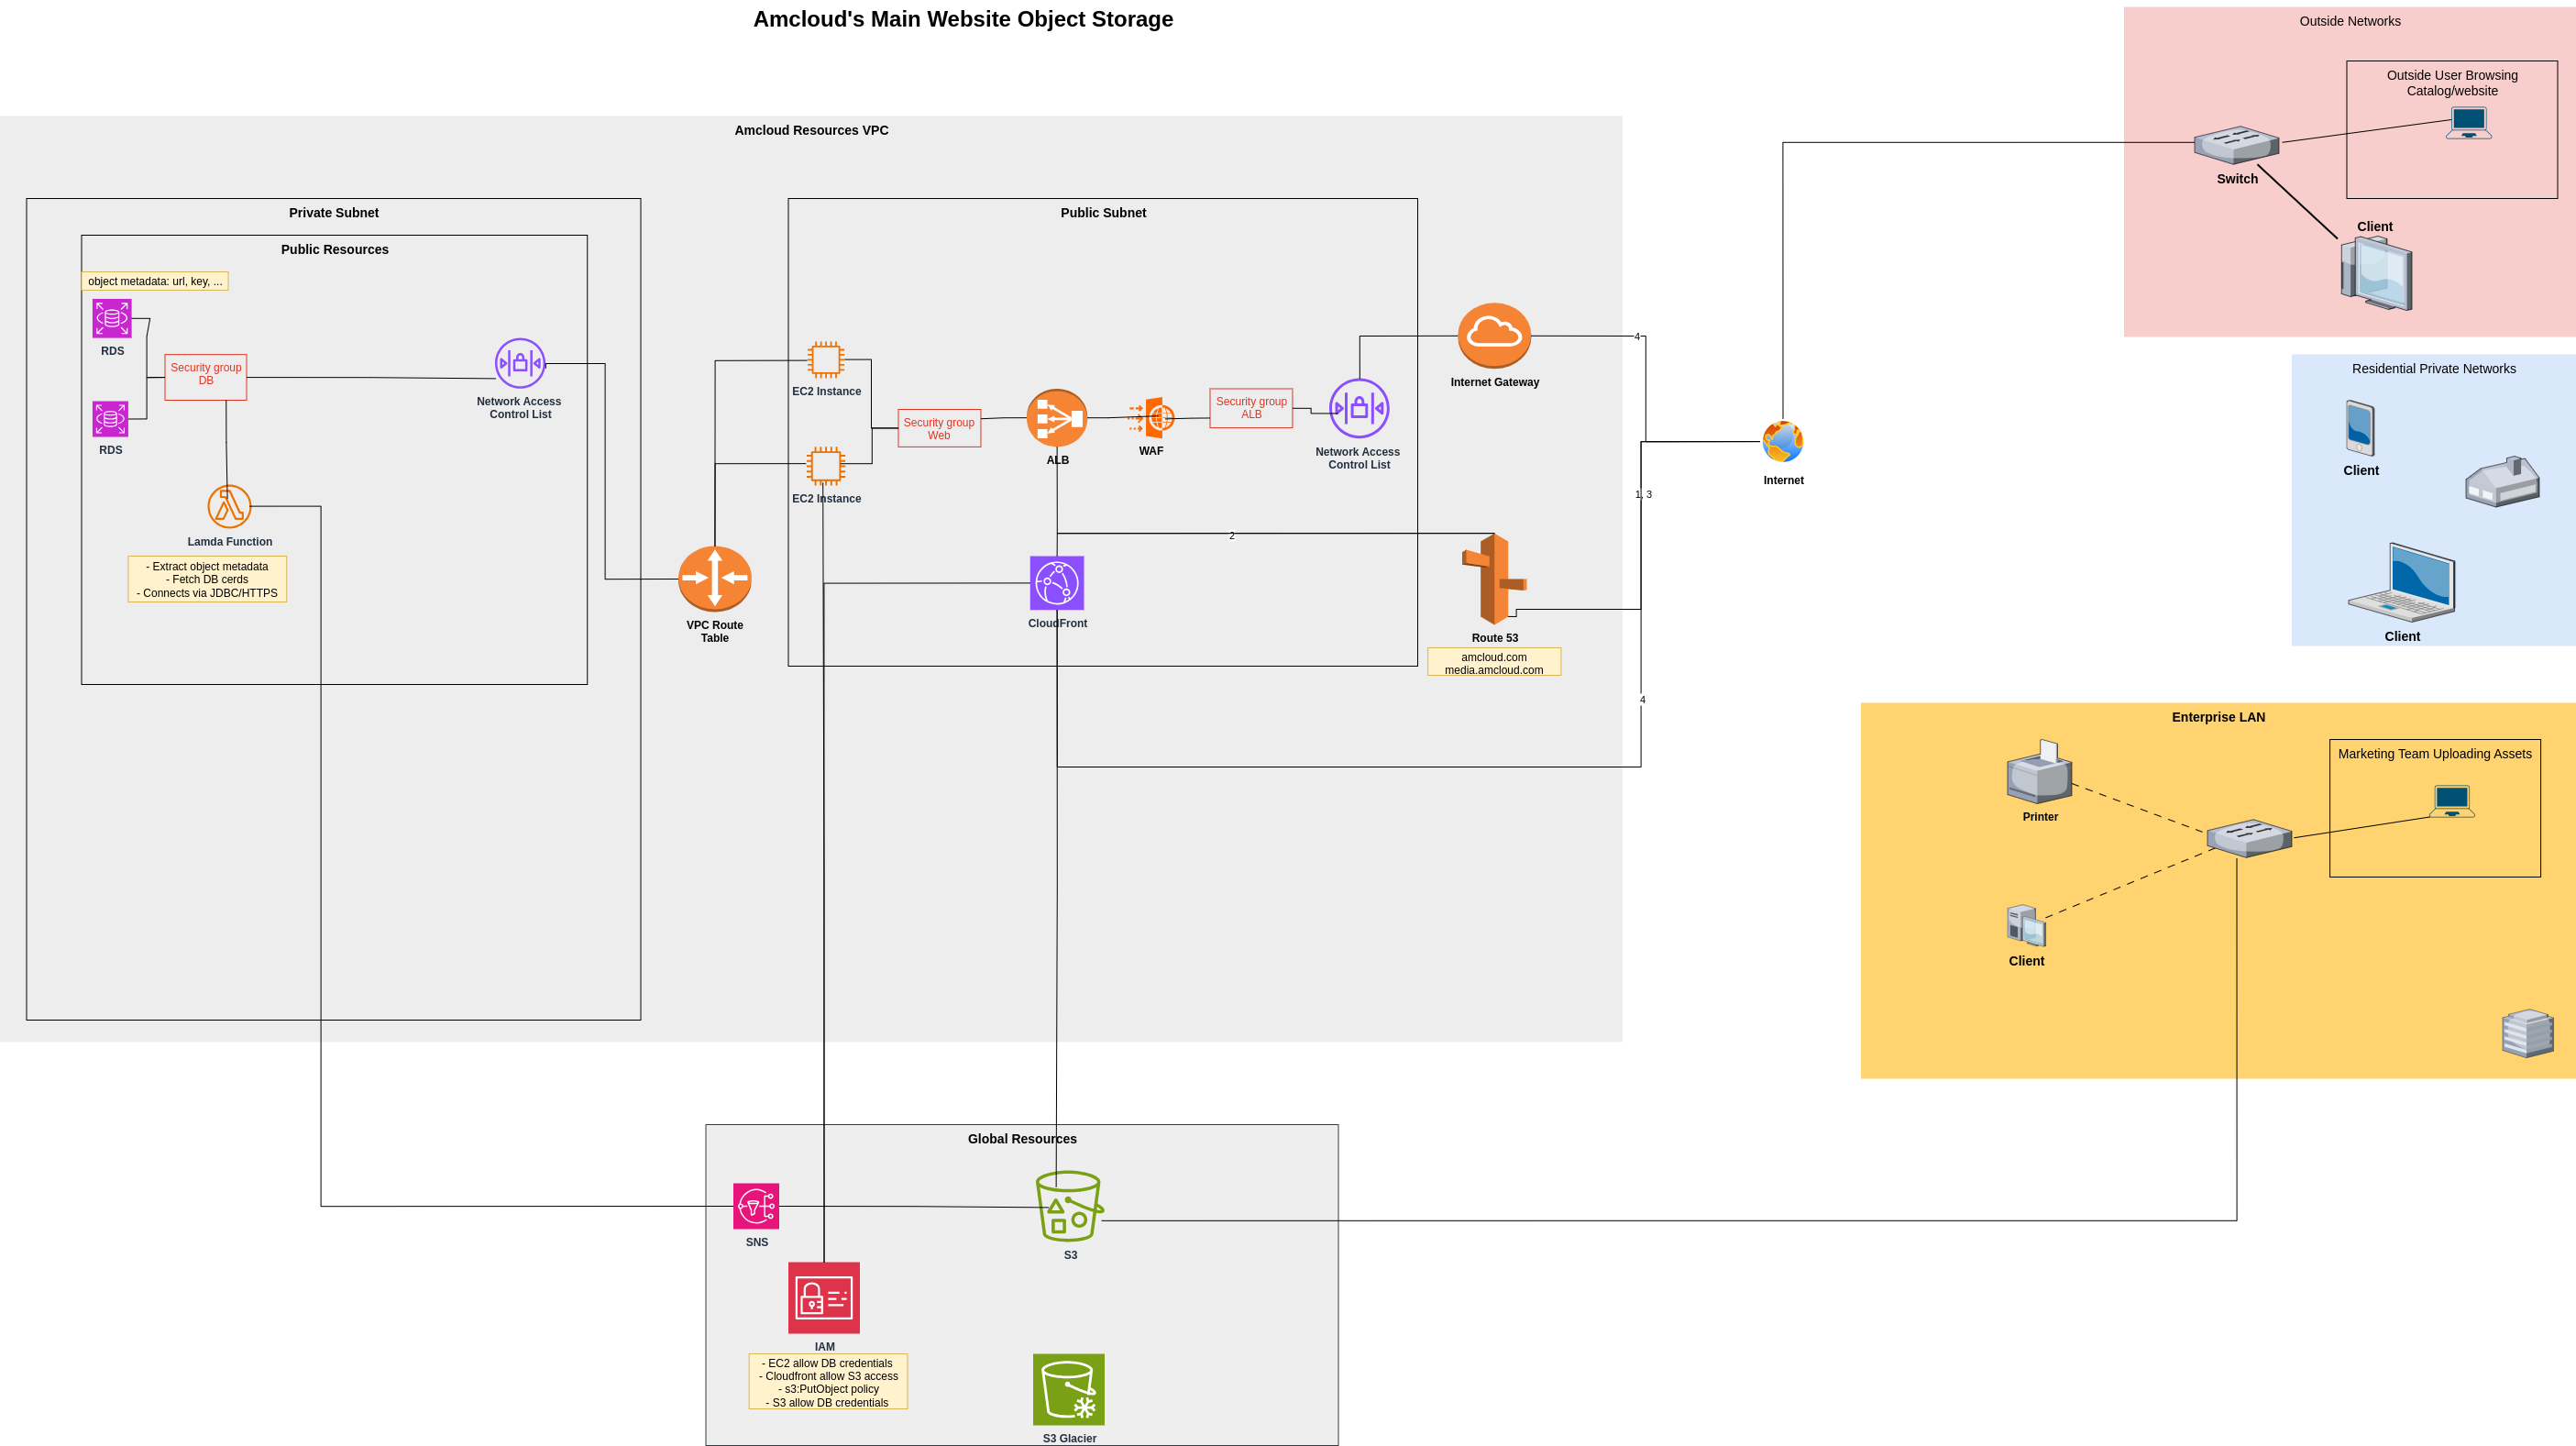 Amcloud's Main Website Object Storage
Outside Networks
Outside User Browsing
Catalog/website
Switch
Client
Amcloud Resources VPC
Private Subnet
Public Resources
object metadata: url, key, ...
RDS
Security group
DB
RDS
Network Access
Control List
Lamda Function
- Extract object metadata
- Fetch DB cerds
- Connects via JDBC/HTTPS
VPC Route
Table
Public Subnet
EC2 Instance
EC2 Instance
Security group
Web
ALB
WAF
Security group
ALB
Network Access
Control List
CloudFront
2
Internet Gateway
Route 53
amcloud.com
media.amcloud.com
4
1, 3
4
Internet
Residential Private Networks
Client
Client
Enterprise LAN
Marketing Team Uploading Assets
Printer
Client
Global Resources
SNS
S3
IAM
- EC2 allow DB credentials
- Cloudfront allow S3 access
- s3:PutObject policy
- S3 allow DB credentials
S3 Glacier